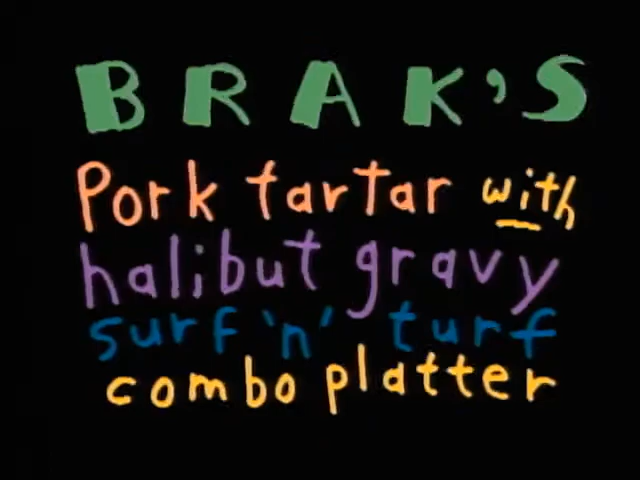 BRAK'S
Pork tartar with
halibut gravy
surf 'n' turf
combo platter